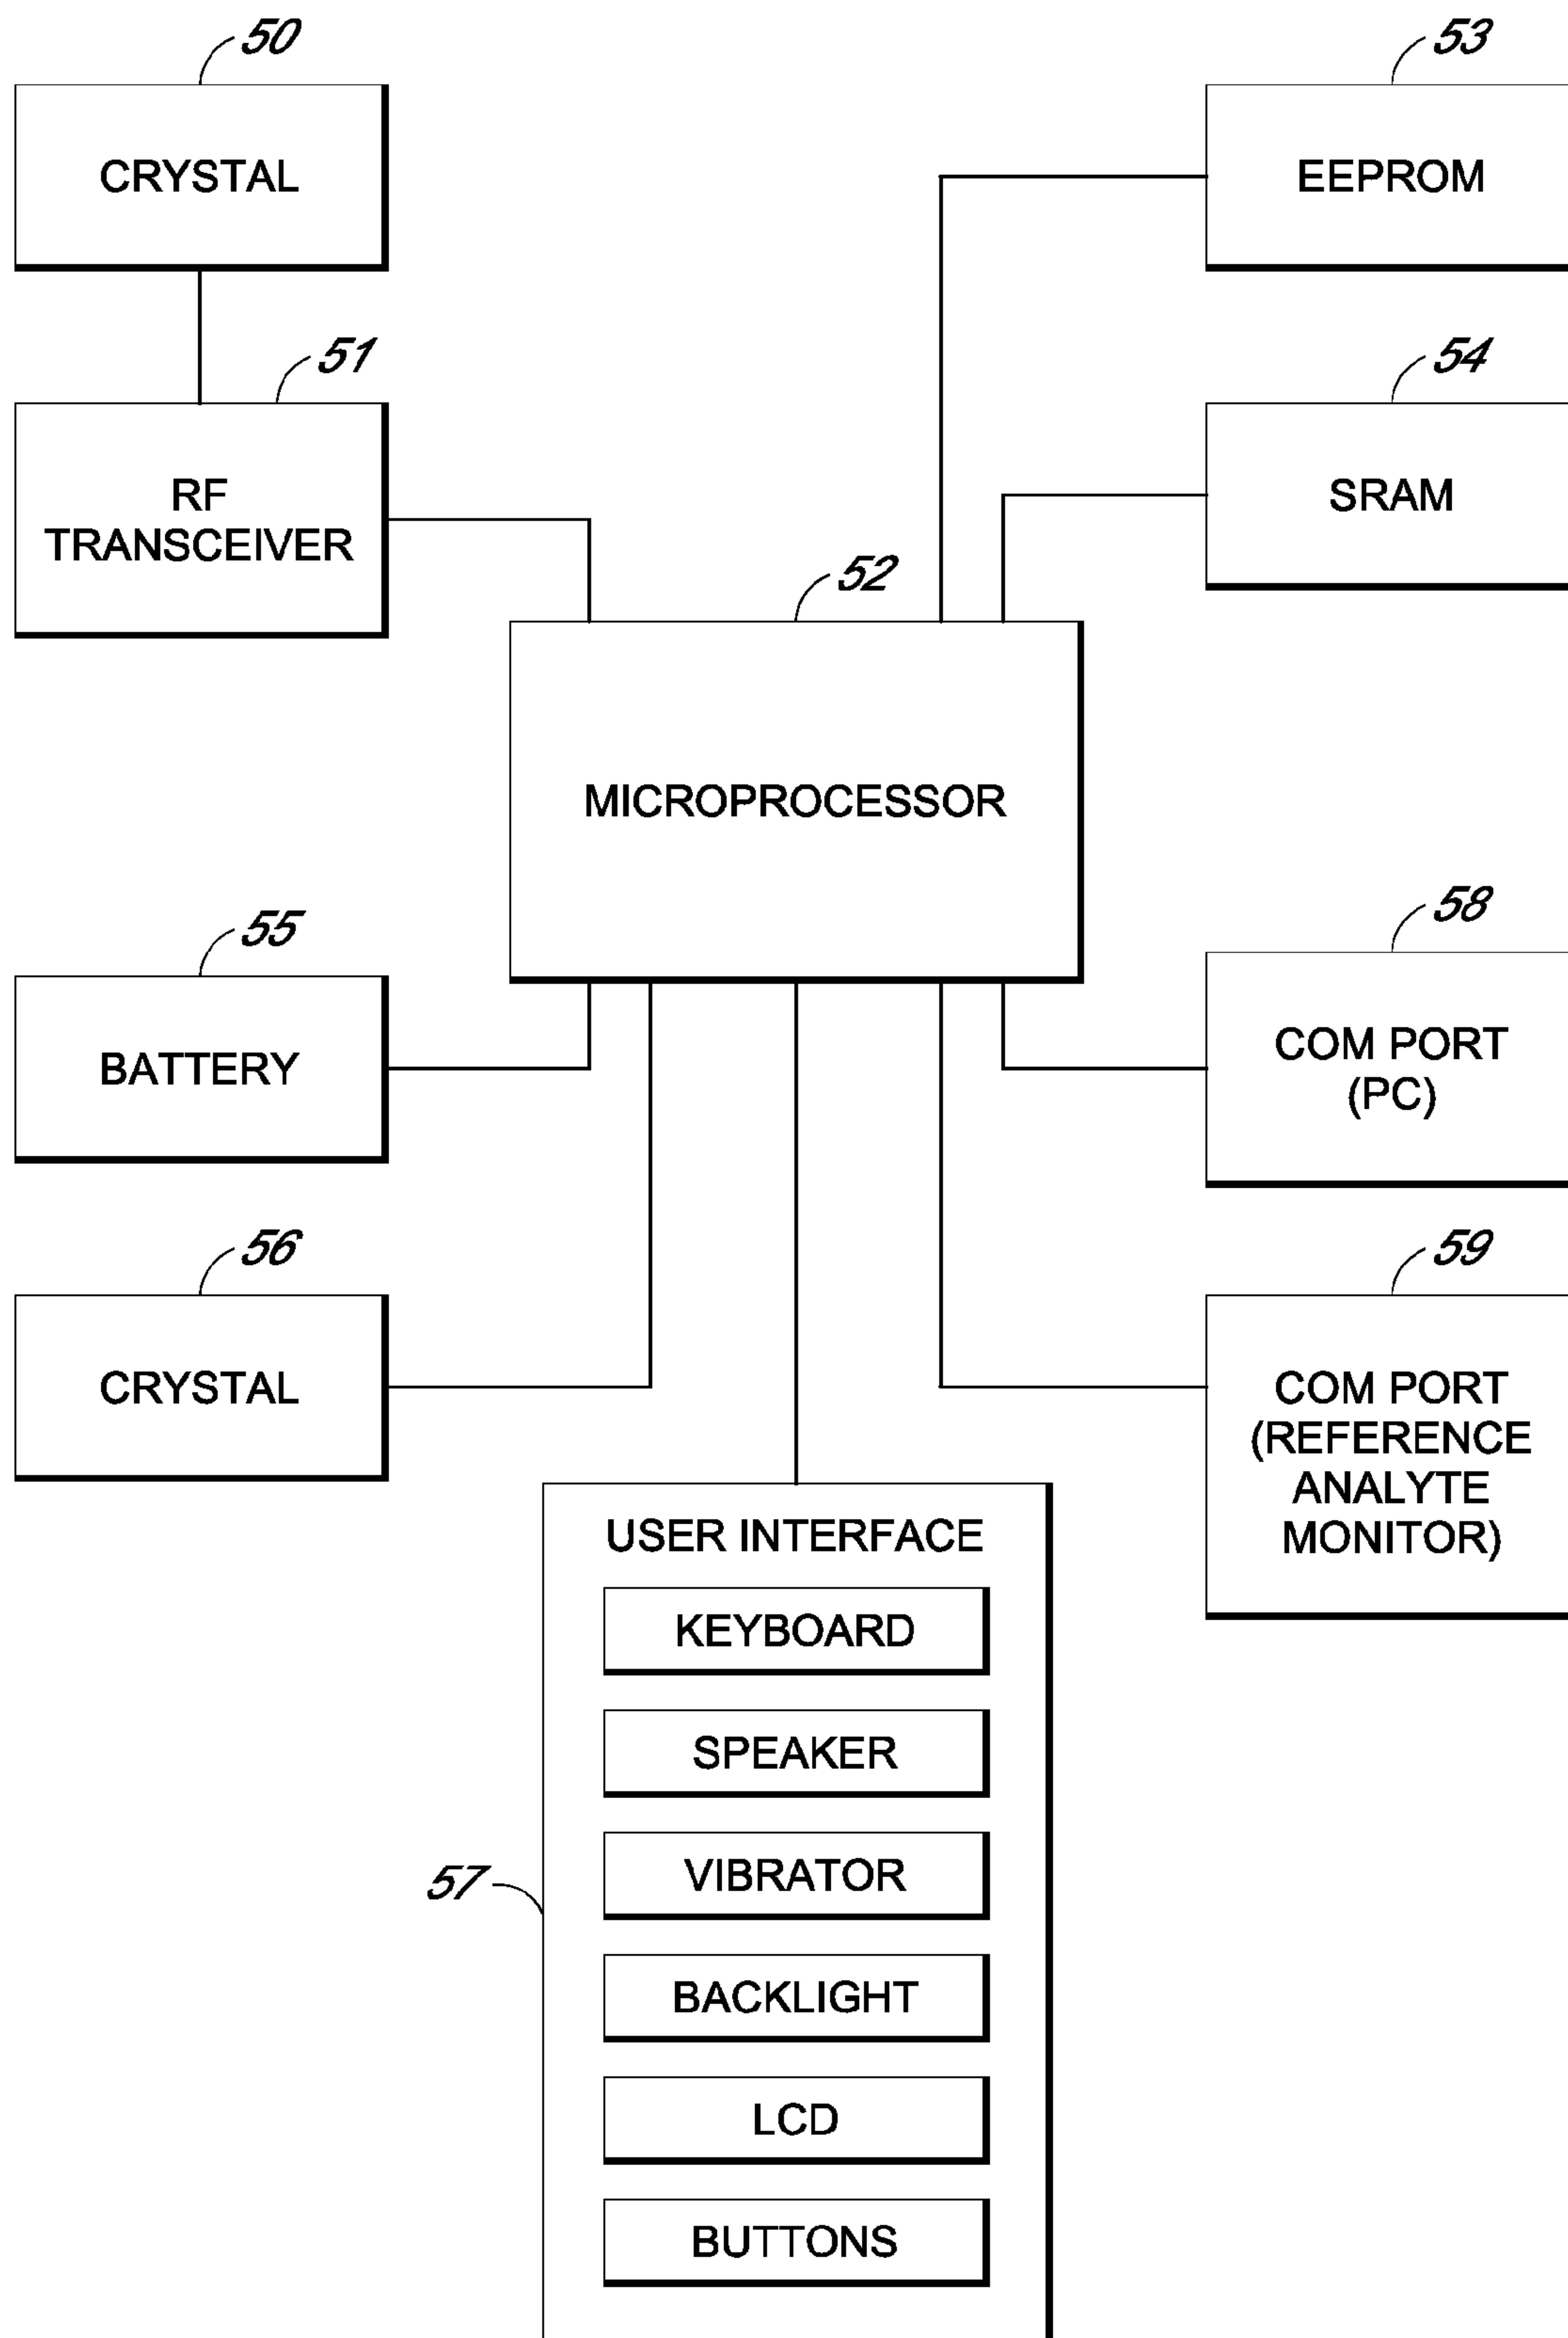 50
CRYSTAL
53
EEPROM
51
RF
TRANSCEIVER
54
SRAM
52
MICROPROCESSOR
55
BATTERY
58
COM PORT
(PC)
56
CRYSTAL
59
COM PORT
(REFERENCE
ANALYTE
MONITOR)
57
USER INTERFACE
KEYBOARD
SPEAKER
VIBRATOR
BACKLIGHT
LCD
BUTTONS